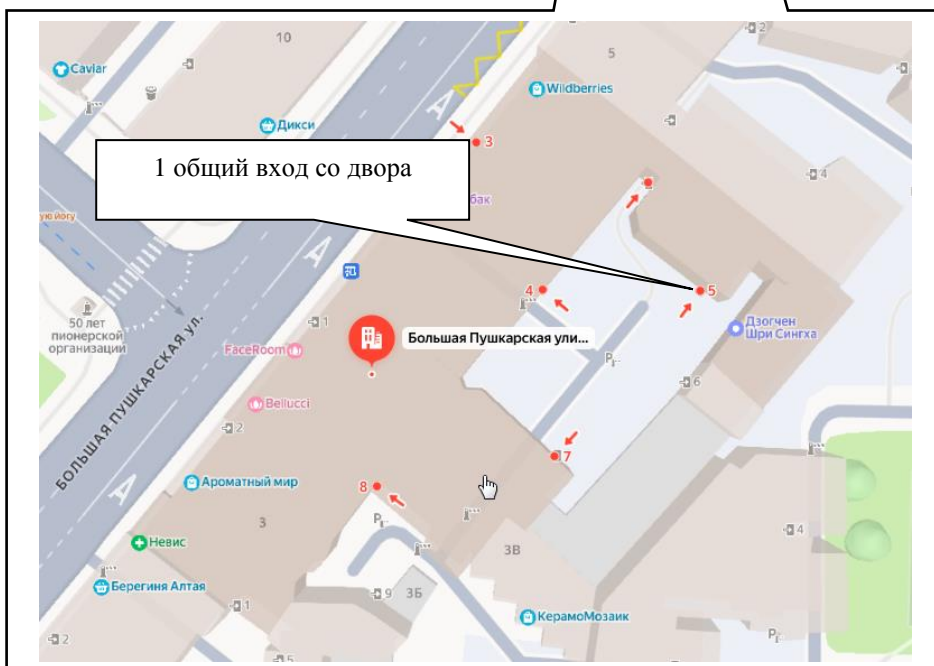 10
2
5
Caviar
Wildberries
Дикси
3
1 общий вход со двора
4
бак
ую йогу
4
5
50 лет
пионерской
организации
1
Дзогчен
Шри Сингха
FaceRoom
Большая Пушкарская ули...
P
БОЛЬШАЯ ПУШКАРСКАЯ УЛ.
6
Bellucci
2
7
Ароматный мир
8
A
A
A
3
P
Невис
3В
4
Берегиня Алтая
9
3Б
1
КерамоМозаик
2
P
5